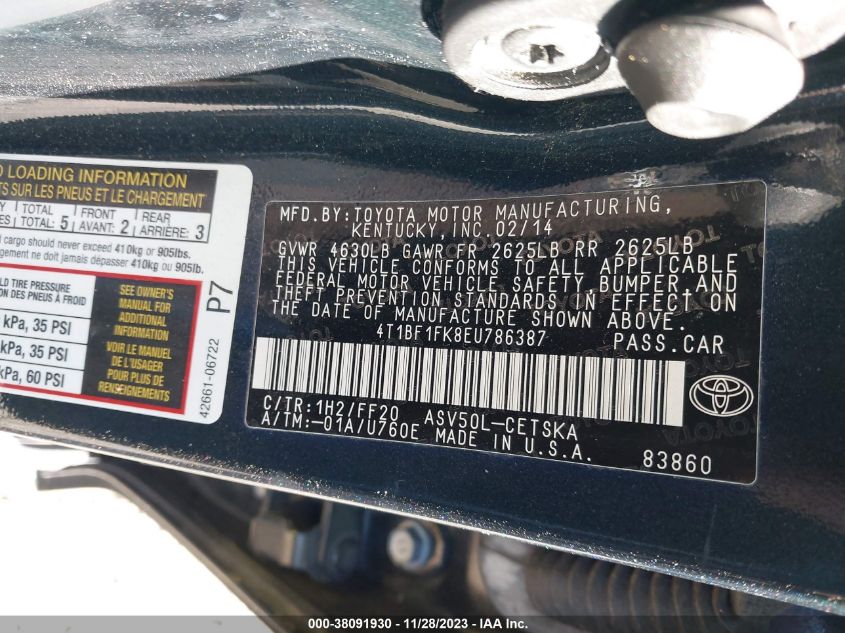 LOADING INFORMATION
SUR LES PNEUS ET LE CHARGEMENT
TOTAL FRONT REAR
TOTAL: 5 AVANT: 2 ARRIÈRE: 3
cargo should never exceed 410kg or 905lbs.
ne doit jamais dépasser 410kg ou 905lb.
TIRE PRESSURE
DES PNEUS À FROID
kPa, 35 PSI
kPa, 35 PSI
kPa, 60 PSI
SEE OWNER'S
MANUAL FOR
ADDITIONAL
INFORMATION
VOIR LE MANUEL
DE L'USAGER
POUR PLUS DE
RENSEIGNEMENTS
P7
42661-06722
MFD. BY: TOYOTA MOTOR MANUFACTURING,
KENTUCKY, INC. 02/14
GVWR 4630LB GAWR FR 2625LB RR 2625LB
THIS VEHICLE CONFORMS TO ALL APPLICABLE
FEDERAL MOTOR VEHICLE SAFETY, BUMPER, AND
THEFT PREVENTION STANDARDS IN EFFECT ON
THE DATE OF MANUFACTURE SHOWN ABOVE.
4T1BF1FK8EU786387 PASS.CAR
C/TR:1H2/FF20 ASV50L-CETSKA
A/TM:-01A/U760E MADE IN U.S.A.
83860
000-38091930 - 11/28/2023 - IAA Inc.